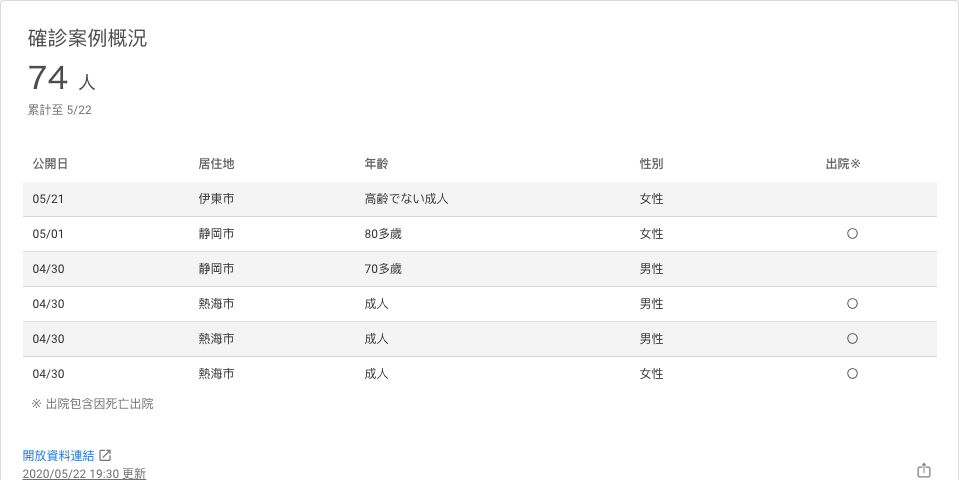 確診案例概況
74 人
累計至 5/22
公開日 居住地 年齡 性別 出院※
05/21 伊東市 高齢でない成人 女性
05/01 静岡市 80多歲 女性 ○
04/30 静岡市 70多歲 男性
04/30 熱海市 成人 男性 ○
04/30 熱海市 成人 男性 ○
04/30 熱海市 成人 女性 ○
※ 出院包含因死亡出院
開放資料連結
2020/05/22 19:30 更新